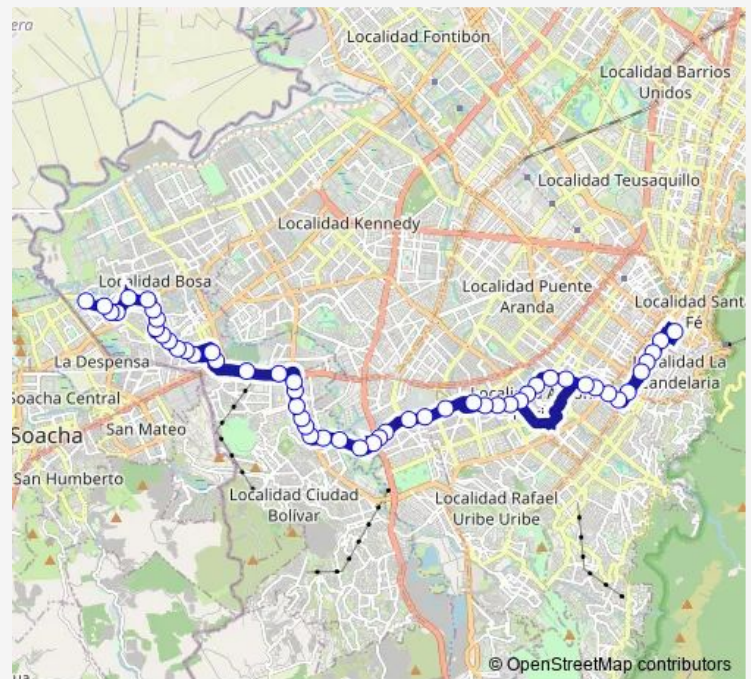 Localidad Fontibón
Localidad Barrios
Unidos
Localidad Teusaquillo
Localidad Kennedy
Localidad Bosa
Localidad Puente
Aranda
Localidad Sant
Fé
La Despensa
Localidad La
Candelaria
Soacha Central
San Mateo
Soacha
San Humberto
Localidad Ciudad
Bolívar
Localidad Rafael
Uribe Uribe
© OpenStreetMap contributors